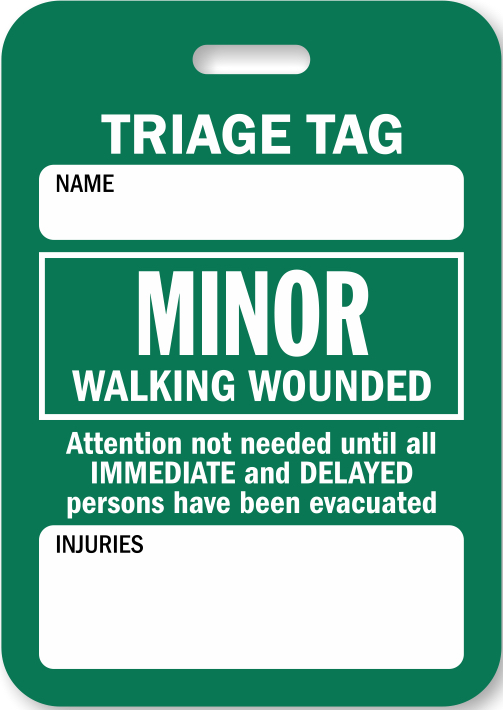 TRIAGE TAG
NAME
MINOR
WALKING WOUNDED
Attention not needed until all
IMMEDIATE and DELAYED
persons have been evacuated
INJURIES